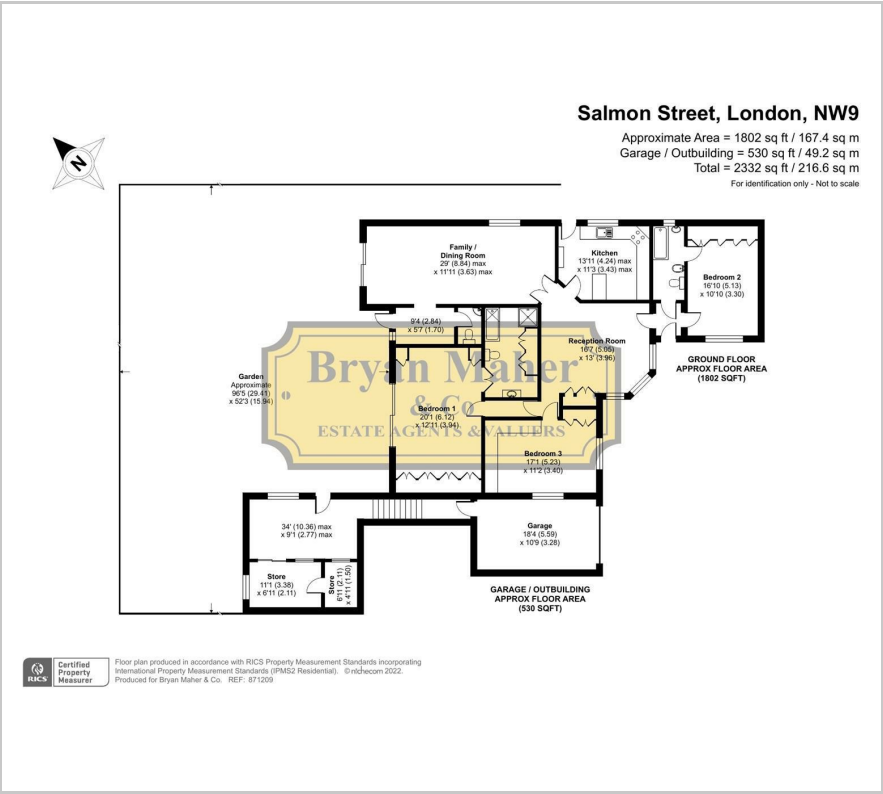 Salmon Street, London, NW9
Approximate Area = 1802 sq ft / 167.4 sq m
Garage / Outbuilding = 530 sq ft / 49.2 sq m
Total = 2332 sq ft / 216.6 sq m
For identification only - Not to scale
N
Family /
Dining Room
29' (8.84) max
x 11'11 (3.63) max
Kitchen
13'11 (4.24) max
x 11'3 (3.43) max
Bedroom 2
16'10 (5.13)
x 10'10 (3.30)
9'4 (2.84)
x 5'7 (1.70)
Reception Room
16'7 (5.05)
x 13' (3.96)
GROUND FLOOR
APPROX FLOOR AREA
(1802 SQFT)
Bryan Maher
& Co
ESTATE AGENTS & VALUERS
Garden
Approximate
96'5 (29.41)
x 52'3 (15.94)
Bedroom 1
20'1 (6.12)
x 12'11 (3.94)
Bedroom 3
17'1 (5.23)
x 11'2 (3.40)
34' (10.36) max
x 9'1 (2.77) max
Garage
18'4 (5.59)
x 10'9 (3.28)
Store
11'1 (3.38)
x 6'11 (2.11)
Store
6'11 (2.11)
x 4'11 (1.50)
GARAGE / OUTBUILDING
APPROX FLOOR AREA
(530 SQFT)
RICS
Certified
Property
Measurer
Floor plan produced in accordance with RICS Property Measurement Standards incorporating
International Property Measurement Standards (IPMS2 Residential). © nichecom 2022.
Produced for Bryan Maher & Co. REF: 871209